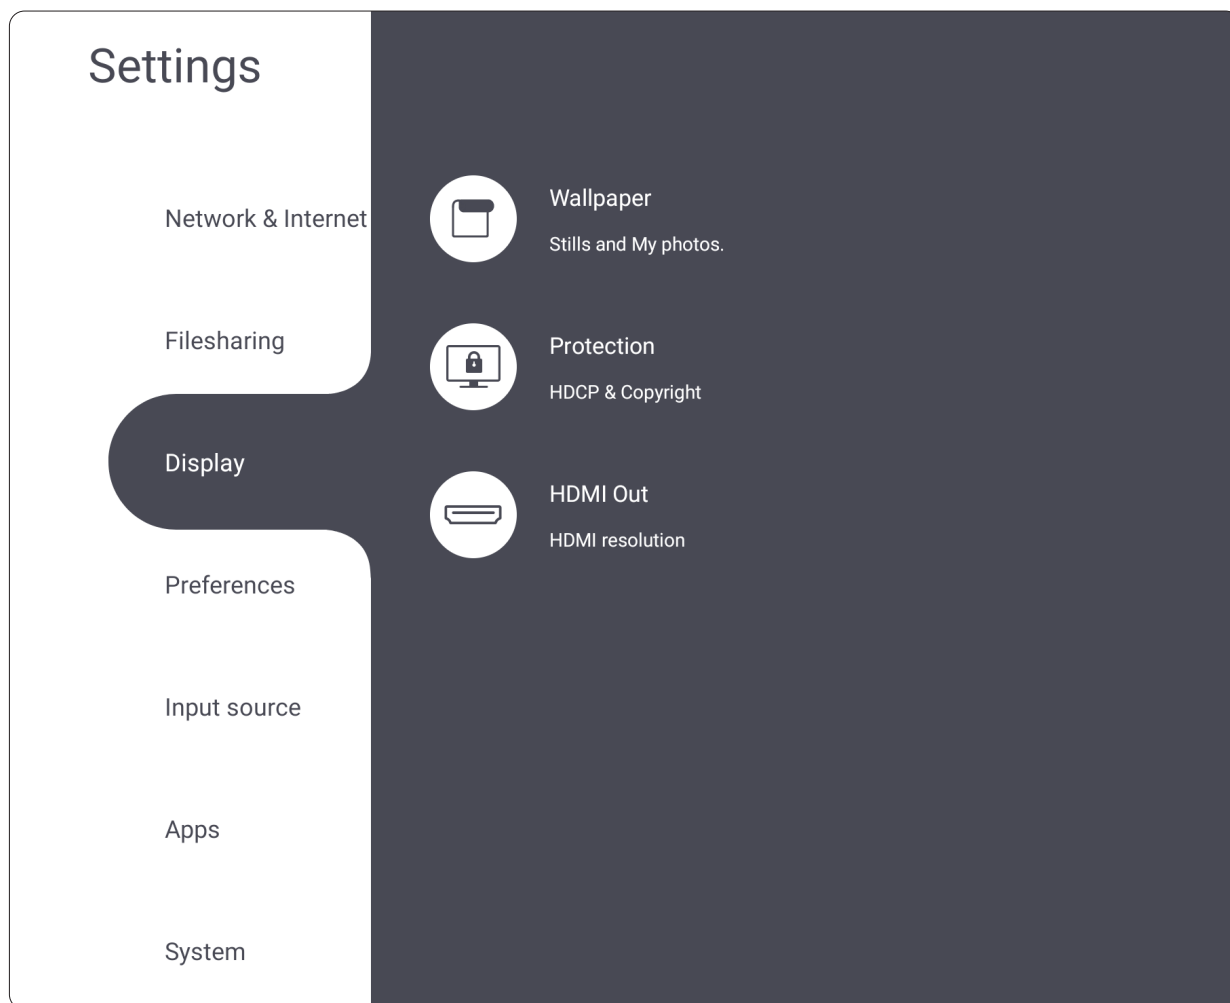 Settings
Network & Internet
Filesharing
Display
Preferences
Input source
Apps
System
Wallpaper
Stills and My photos.
Protection
HDCP & Copyright
HDMI Out
HDMI resolution